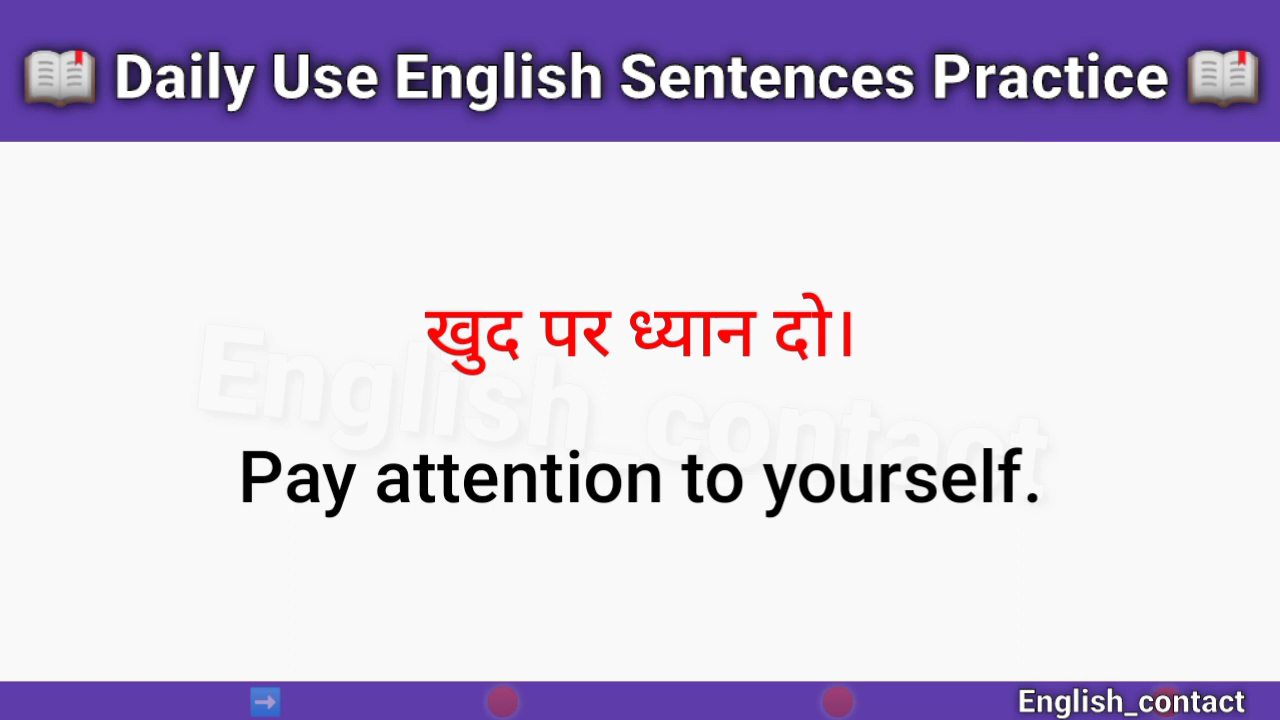 📖 Daily Use English Sentences Practice 📖
खुद पर ध्यान दो।
English_contact
Pay attention to yourself.
English_contact